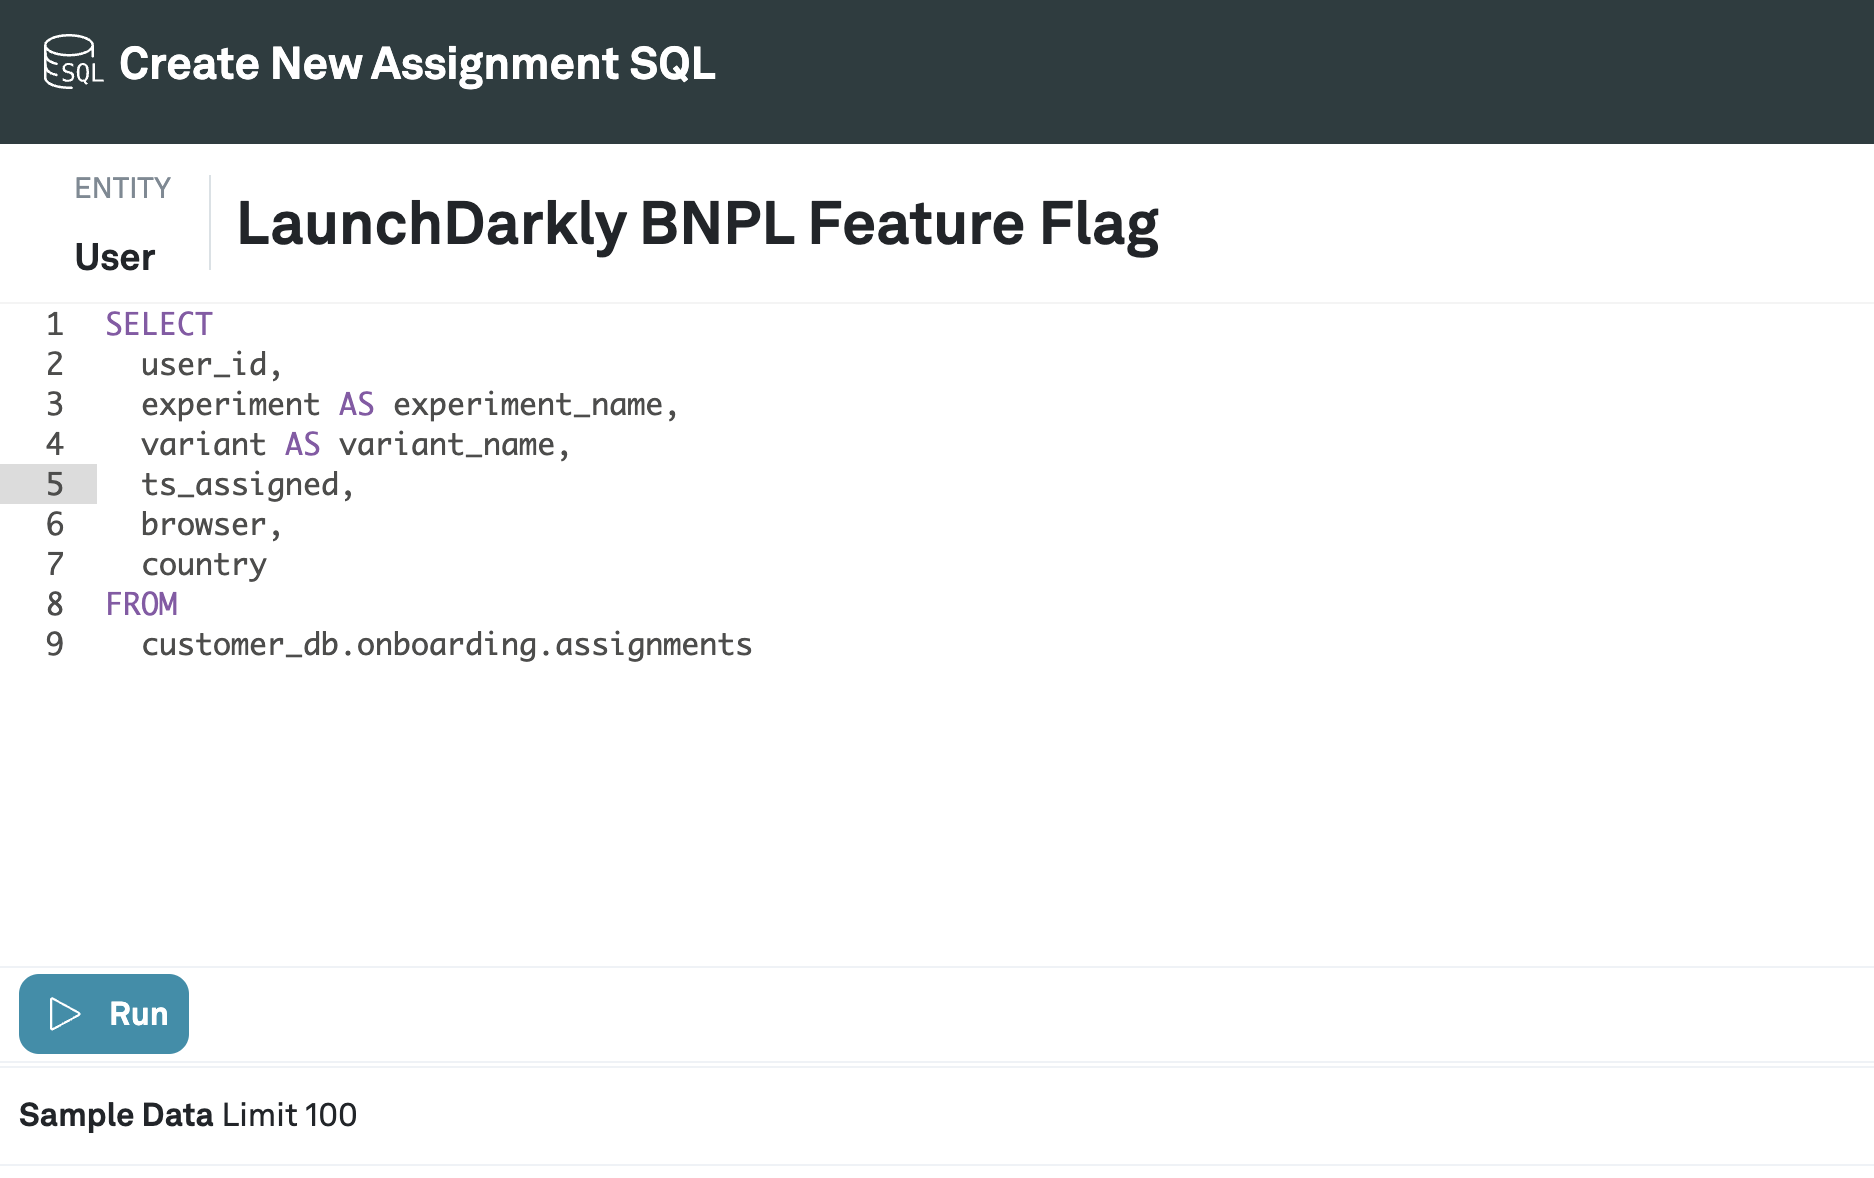 SQL Create New Assignment SQL
ENTITY
User
LaunchDarkly BNPL Feature Flag
1 SELECT
2 user_id,
3 experiment AS experiment_name,
4 variant AS variant_name,
5 ts_assigned,
6 browser,
7 country
8 FROM
9 customer_db.onboarding.assignments
Run
Sample Data Limit 100